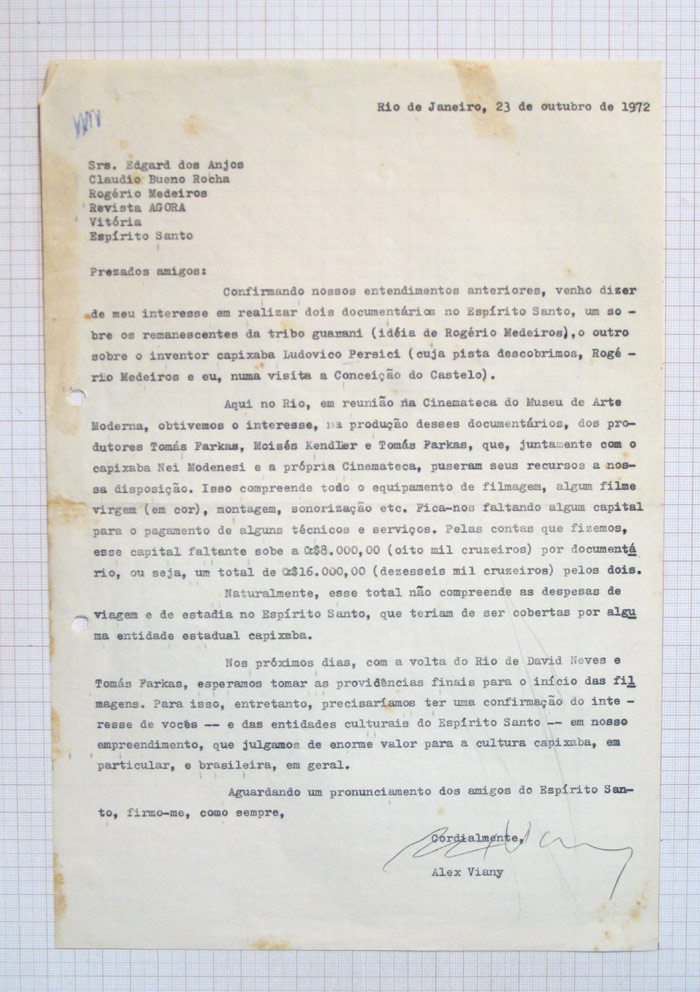 Rio de Janeiro, 23 de outubro de 1972
Srs. Edgard dos Anjos
Claudio Bueno Rocha
Rogério Medeiros
Revista AGORA
Vitória
Espírito Santo
Prezados amigos:
Confirmando nossos entendimentos anteriores, venho dizer
de meu interesse em realizar dois documentários no Espírito Santo, um so -
bre os remanescentes da tribo guarani (idéia de Rogério Medeiros),o outro
sobre o inventor capixaba Ludovico Persici (cuja pista descobrimos, Rogé -
rio Medeiros e eu, numa visita a Conceição do Castelo).
Aqui no Rio, em reunião na Cinemateca do Museu de Arte
Moderna, obtivemos o interesse, na produção desses documentários, dos pro-
dutores Tomás Farkas, Moisés Kendler e Tomás Farkas, que, juntamente com o
capixaba Nei Modenesi e a própria Cinemateca, puseram seus recursos a nos-
sa disposição. Isso compreende todo o equipamento de filmagem, algum filme
virgem (em cor), montagem, sonorização etc. Fica-nos faltando algum capital
para o pagamento de alguns técnicos e serviços. Pelas contas que fizemos,
esse capital faltante sobe a Cr$8.000,00 (oito mil cruzeiros) por documentá
rio, ou seja, um total de Cr$16.000,00 (dezesseis mil cruzeiros) pelos dois.
Naturalmente, esse total não compreende as despesas de
viagem e de estadia no Espírito Santo, que teriam de ser cobertas por algu
ma entidade estadual capixaba.
Nos próximos dias, com a volta do Rio de David Neves e
Tomás Farkas, esperamos tomar as providências finais para o início das fil
magens. Para isso, entretanto, precisaríamos ter uma confirmação do inte -
resse de vocês -- e das entidades culturais do Espírito Santo -- em nosso
empreendimento, que julgamos de enorme valor para a cultura capixaba, em
particular, e brasileira, em geral.
Aguardando um pronunciamento dos amigos do Espírito San-
to, firmo-me, como sempre,
Cordialmente,
Alex Viany